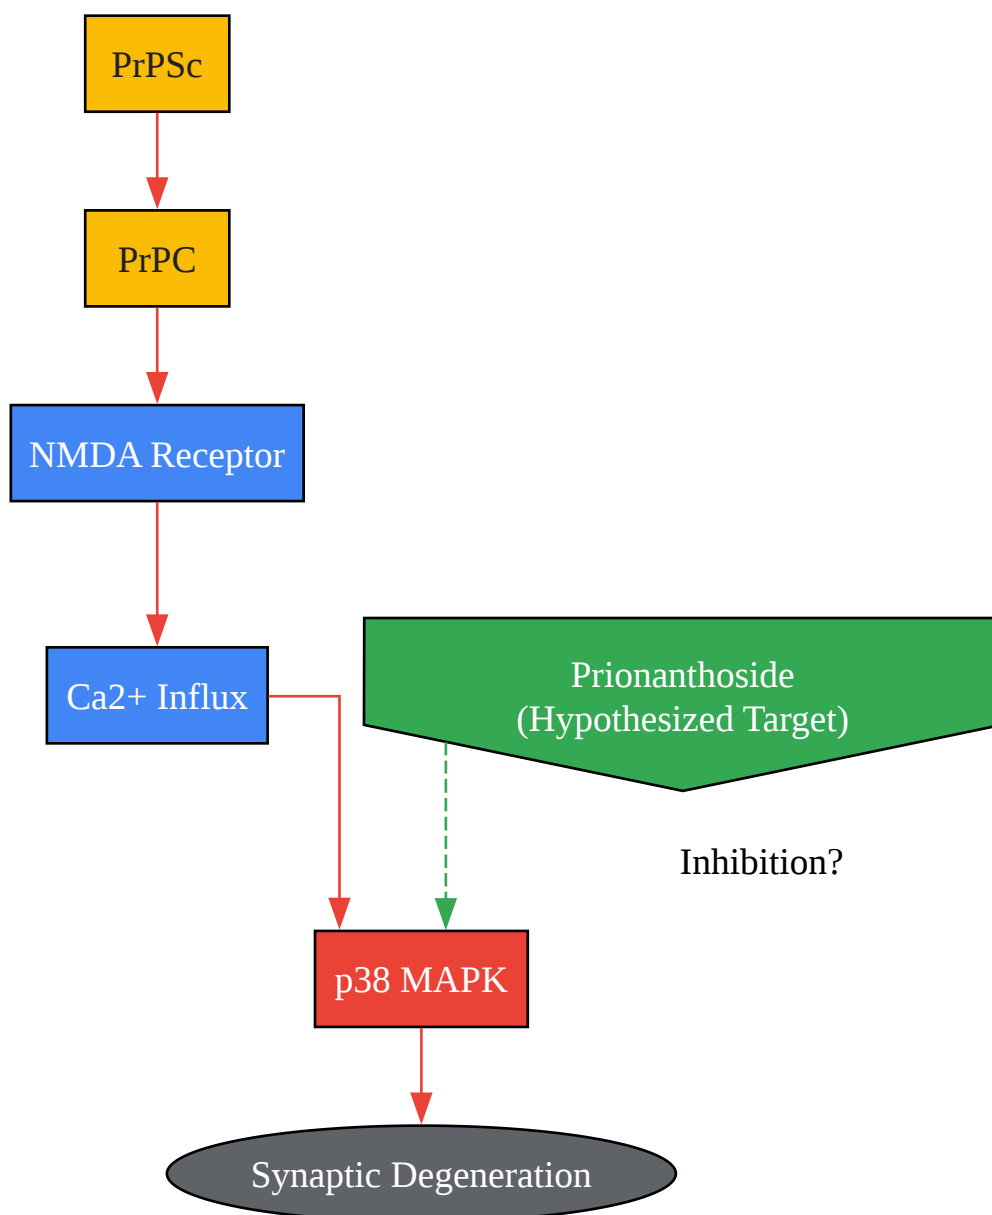 PrPSc
PrPC
NMDA Receptor
Ca2+ Influx
Prionanthoside
(Hypothesized Target)
Inhibition?
p38 MAPK
Synaptic Degeneration